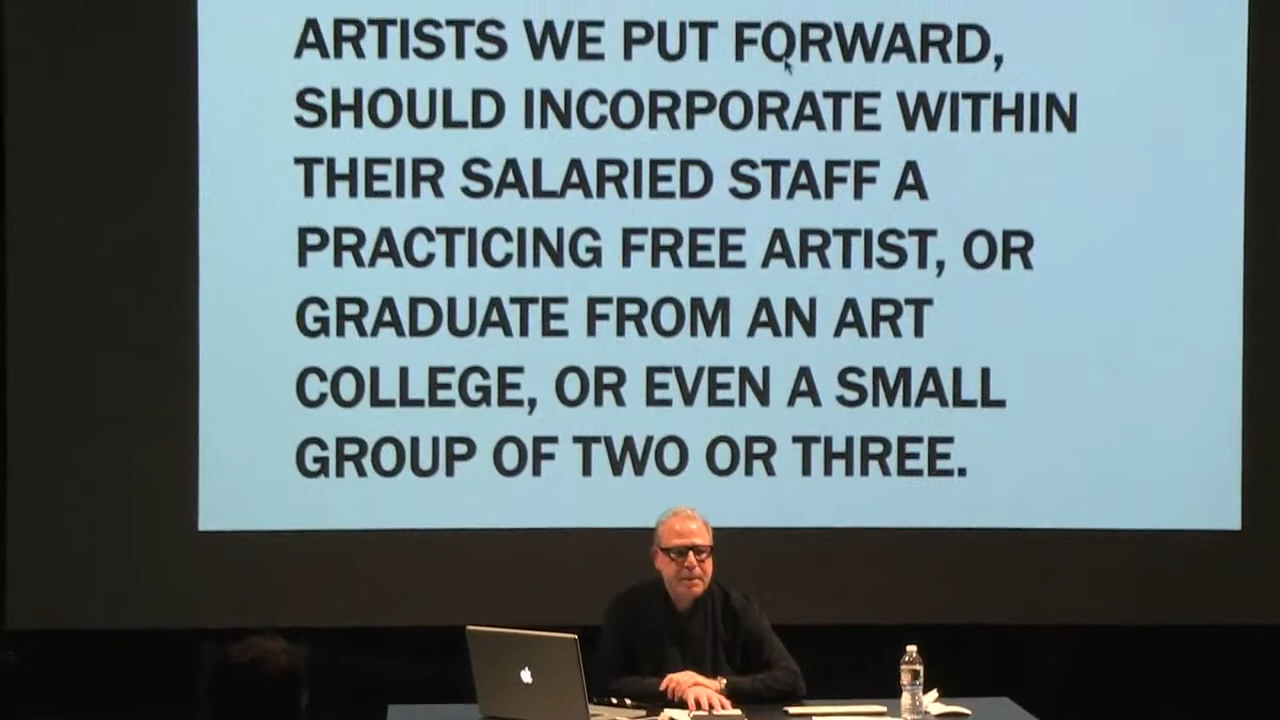 ARTISTS WE PUT FORWARD,
SHOULD INCORPORATE WITHIN
THEIR SALARIED STAFF A
PRACTICING FREE ARTIST, OR
GRADUATE FROM AN ART
COLLEGE, OR EVEN A SMALL
GROUP OF TWO OR THREE.